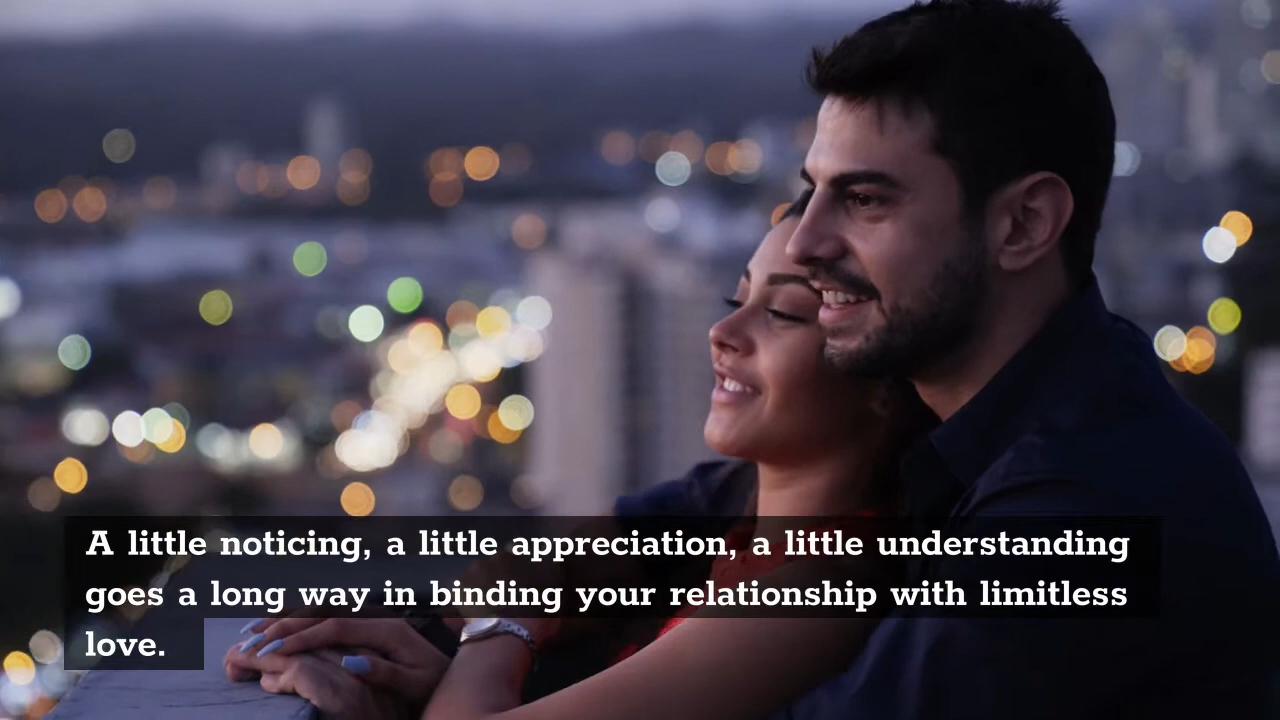 A little noticing, a little appreciation, a little understanding
goes a long way in binding your relationship with limitless
love.